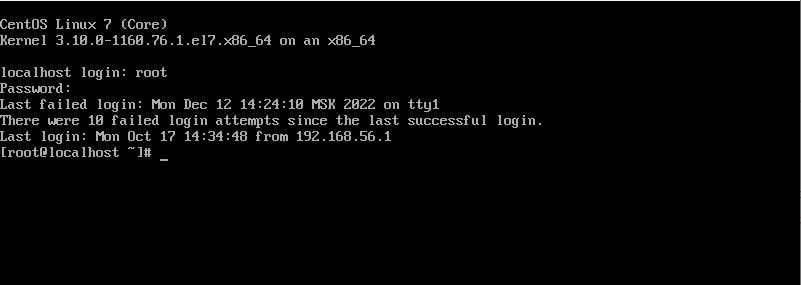 CentOS Linux 7 (Core)
Kernel 3.10.0-1160.76.1.el7.x86_64 on an x86_64
localhost login: root
Password:
Last failed login: Mon Dec 12 14:24:10 MSK 2022 on tty1
There were 10 failed login attempts since the last successful login.
Last login: Mon Oct 17 14:34:48 from 192.168.56.1
[root@localhost ~]# _